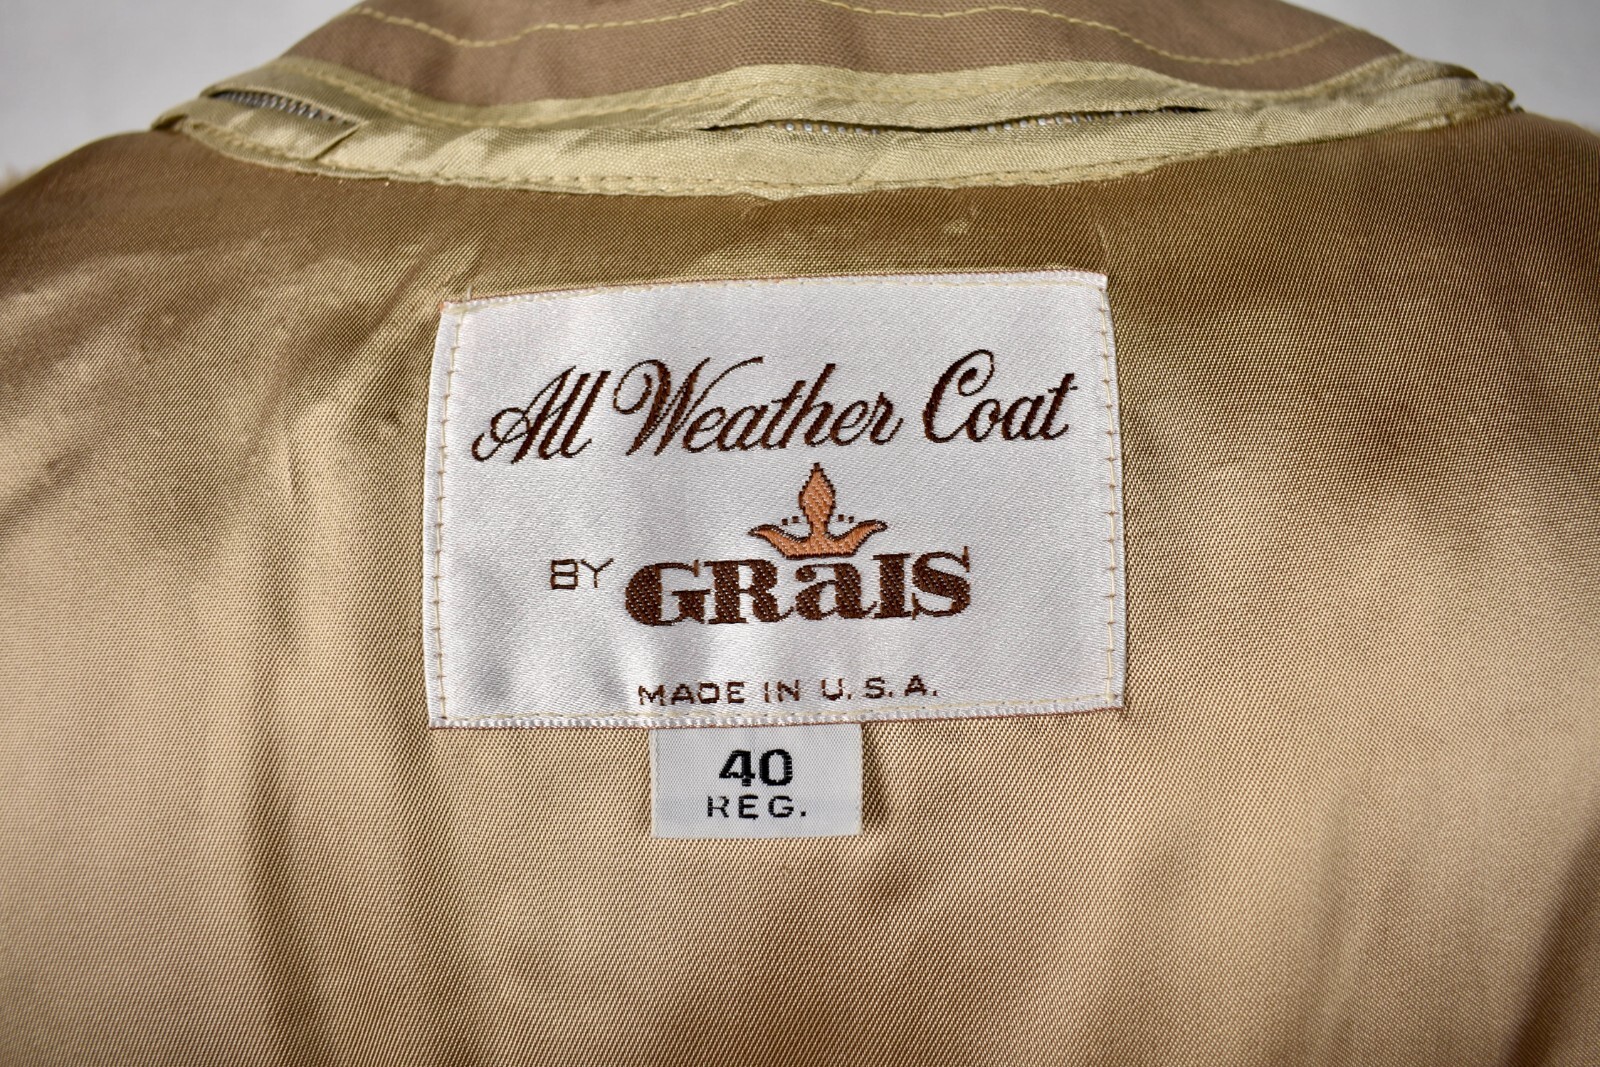 All Weather Coat
BY GRaIS
MADE IN U.S.A.
40
REG.